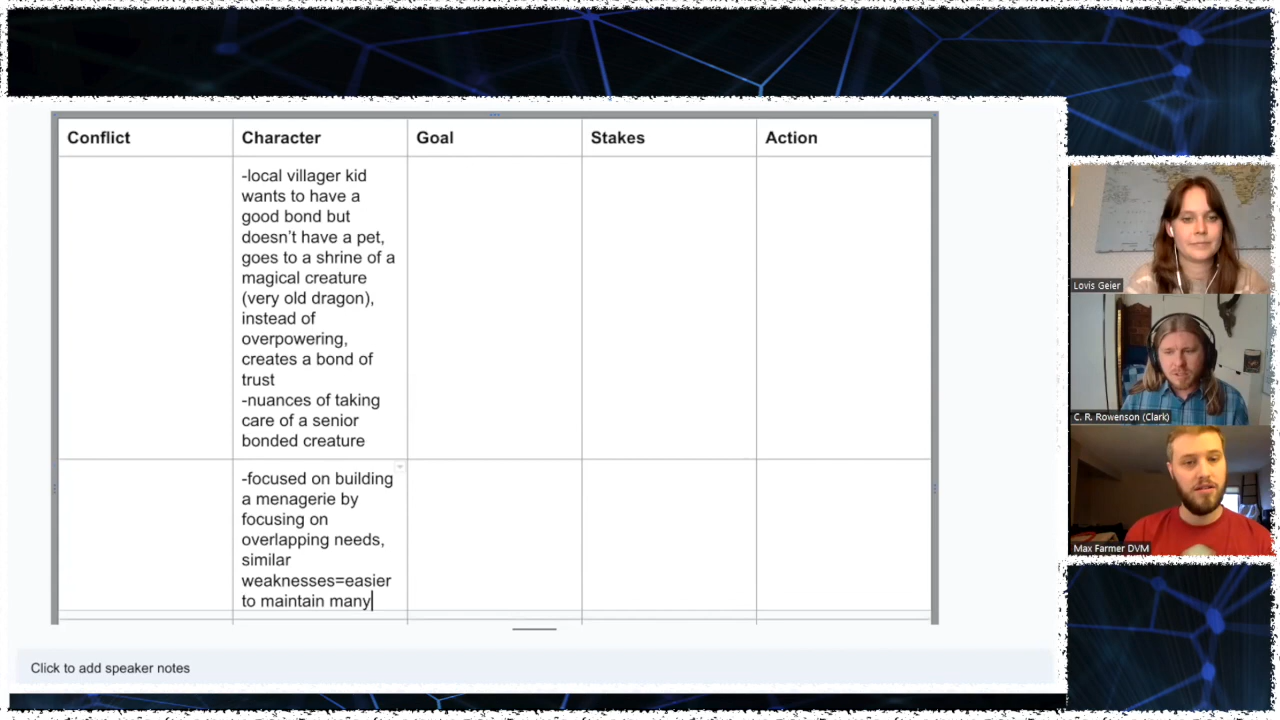 Conflict
Character
Goal
Stakes
Action
-local villager kid
wants to have a
good bond but
doesn’t have a pet,
goes to a shrine of a
magical creature
(very old dragon),
instead of
overpowering,
creates a bond of
trust
-nuances of taking
care of a senior
bonded creature
-focused on building
a menagerie by
focusing on
overlapping needs,
similar
weaknesses=easier
to maintain many
Click to add speaker notes
Lovis Geier
C. R. Rowenson (Clark)
Max Farmer DVM